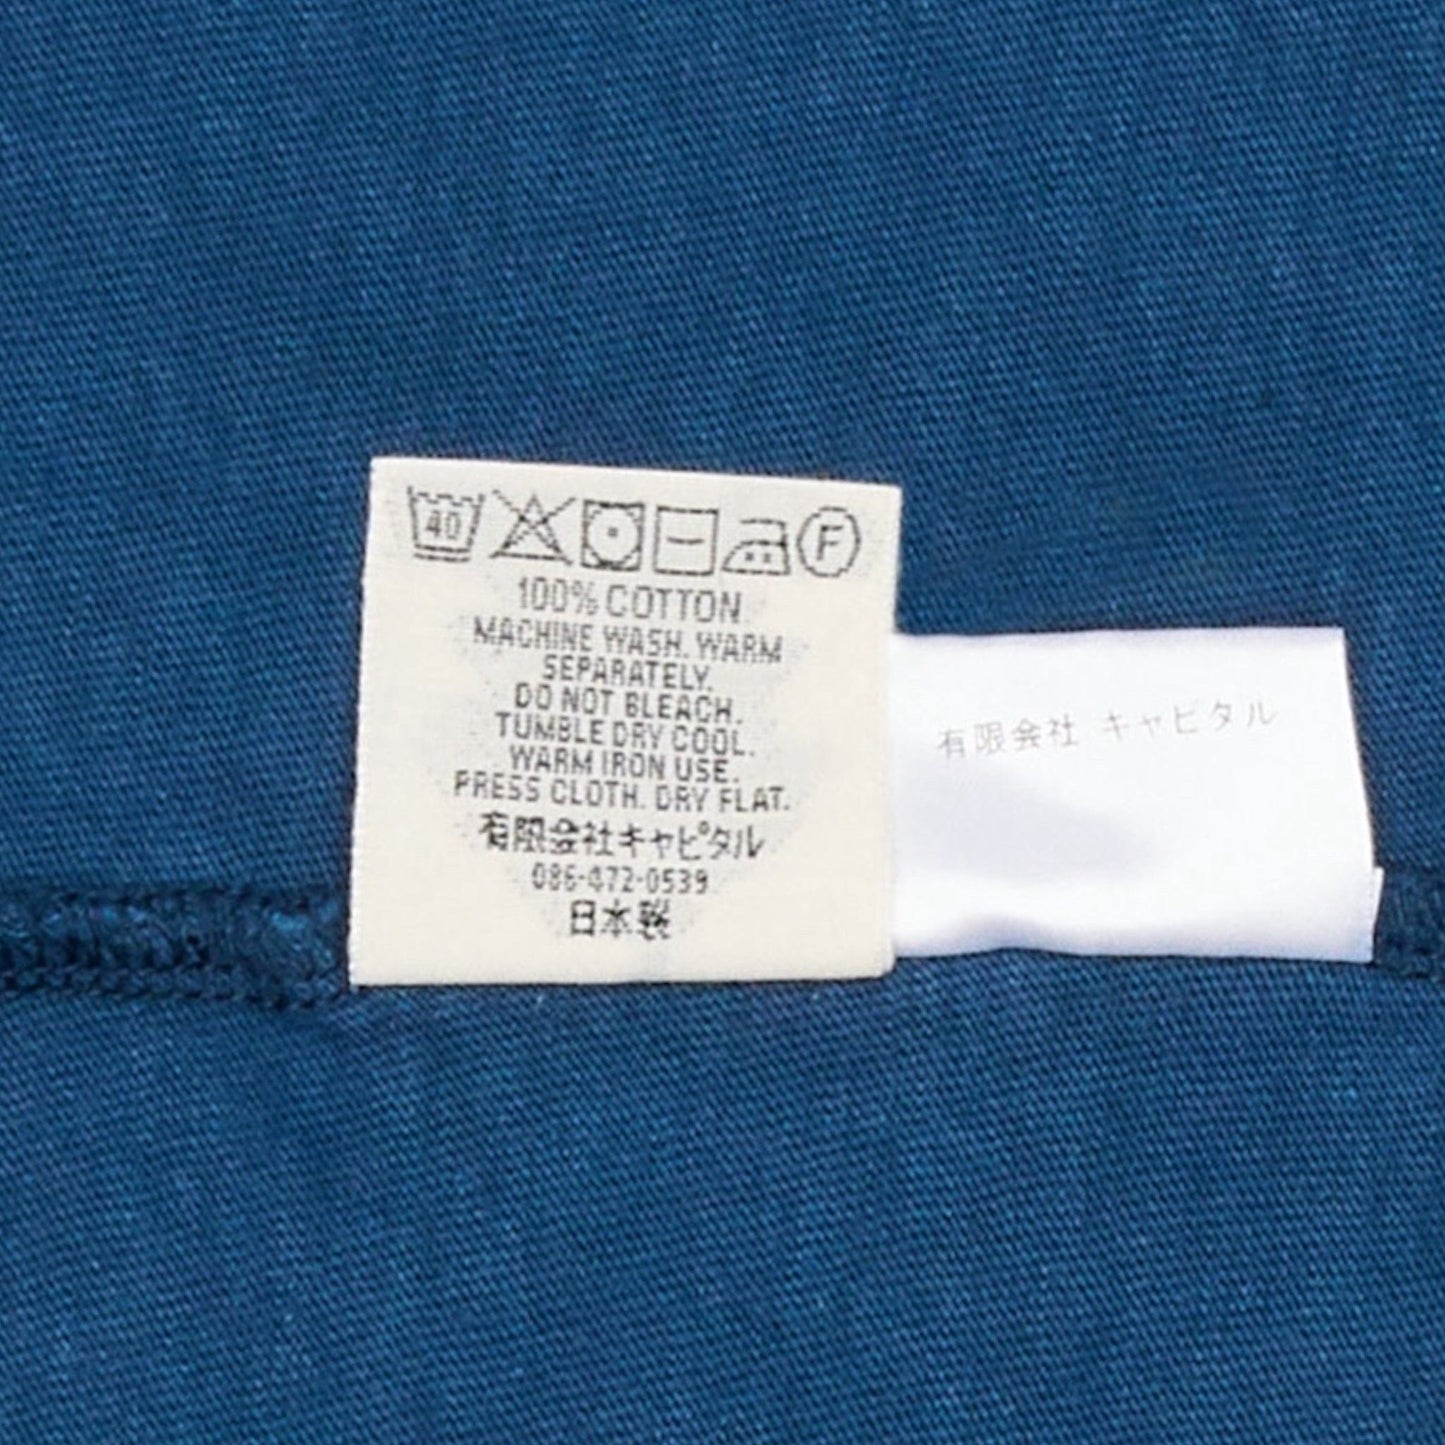 40
F
100% COTTON
MACHINE WASH. WARM
SEPARATELY.
DO NOT BLEACH.
TUMBLE DRY COOL.
WARM IRON USE.
PRESS CLOTH. DRY FLAT.
有限会社キャピタル
086-472-0539
日本製
有限会社 キャピタル